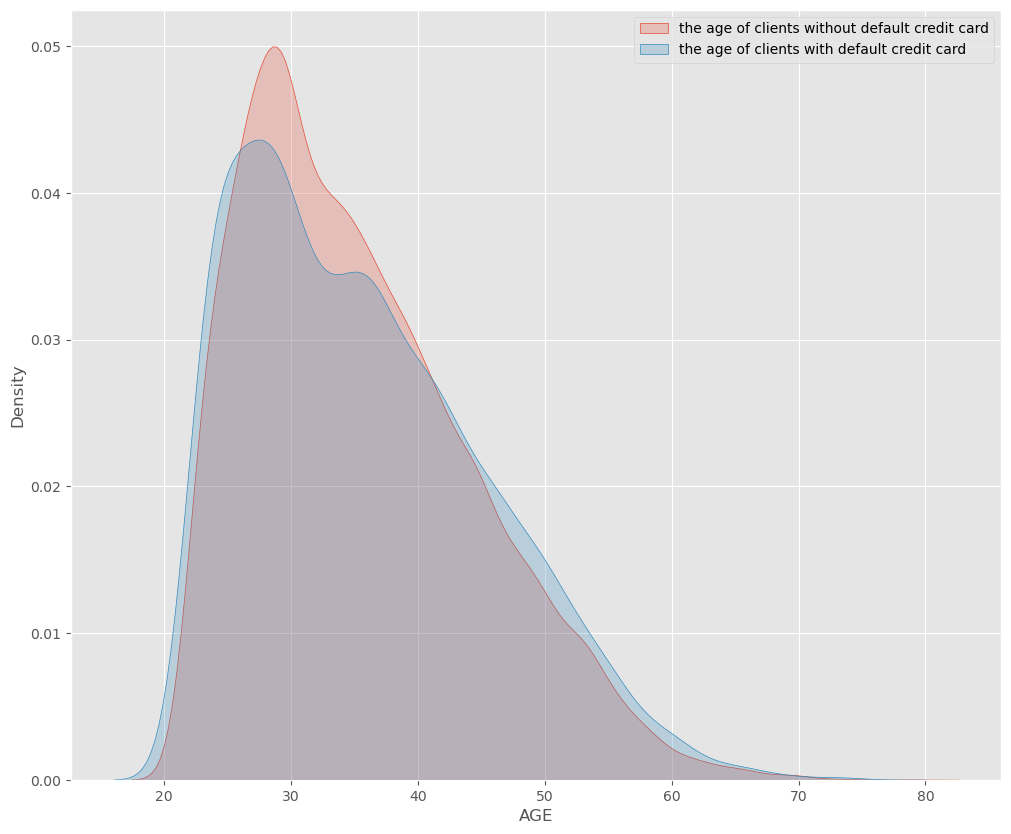 the age of clients without default credit card
the age of clients with default credit card
0.05
0.04
0.03
0.02
0.01
0.00
Density
20 30 40 50 60 70 80
AGE